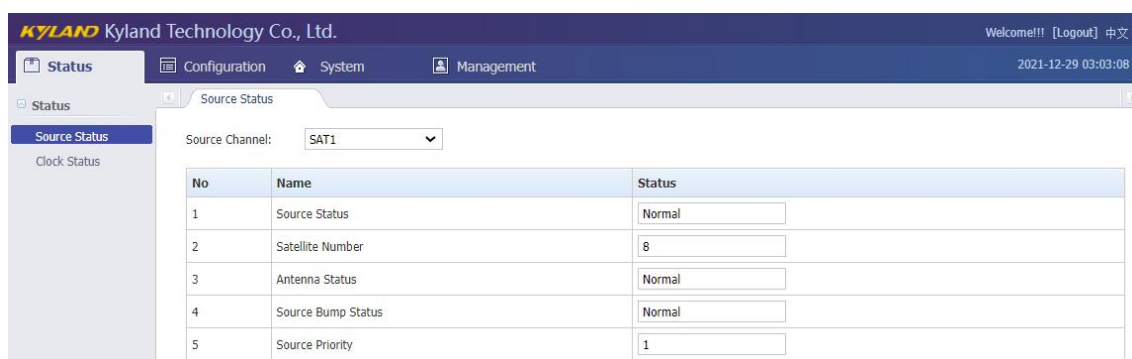 KYLAND Kyland Technology Co., Ltd.
Welcome!!! [Logout] 中文
Status Configuration System Management 2021-12-29 03:03:08
Status
Source Status
Source Status
Clock Status
Source Channel: SAT1
No Name Status
1 Source Status Normal
2 Satellite Number 8
3 Antenna Status Normal
4 Source Bump Status Normal
5 Source Priority 1